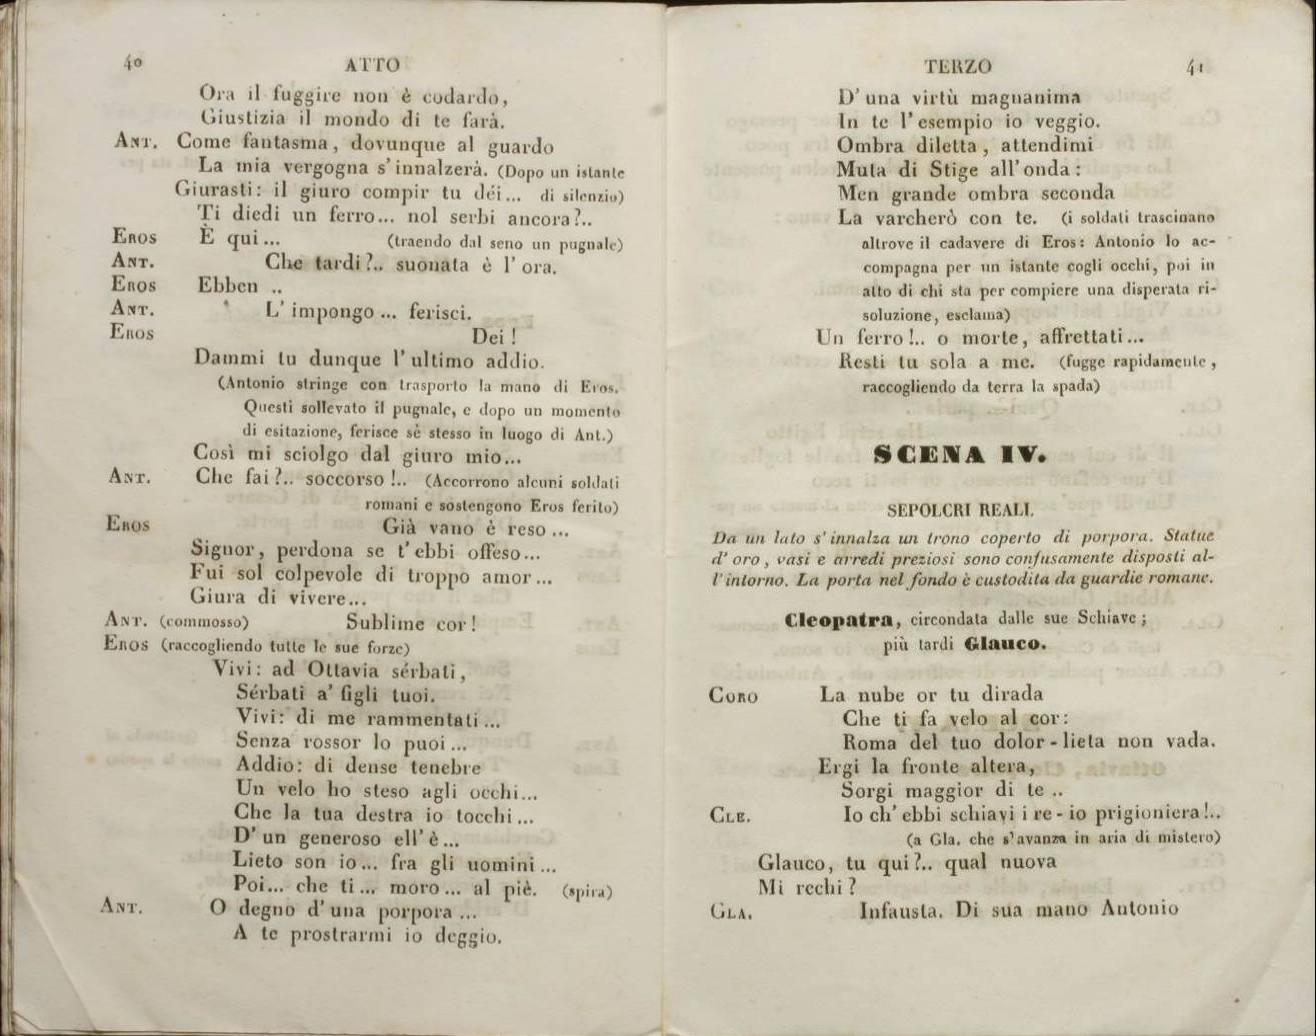 40 ATTO
Ora il fuggire non è codardo,
Giustizia il mondo di te farà.
ANT. Come fantasma, dovunque al guardo
La mia vergogna s'innalzerà. (Dopo un istante
Giurasti: il giuro compir tu déi... di silenzio)
Ti diedi un ferro... nol serbi ancora?..
EROS È qui... (traendo dal seno un pugnale)
ANT. Che tardi?.. suonata è l'ora.
EROS Ebben ..
ANT. L'impongo... ferisci.
EROS Dei!
Dammi tu dunque l'ultimo addio.
(Antonio stringe con trasporto la mano di Eros.
Questi sollevato il pugnale, e dopo un momento
di esitazione, ferisce sè stesso in luogo di Ant.)
Così mi sciolgo dal giuro mio...
ANT. Che fai?.. soccorso!.. (Accorrono alcuni soldati
romani e sostengono Eros ferito)
EROS Già vano è reso...
Signor, perdona se t'ebbi offeso...
Fui sol colpevole di troppo amor...
Giura di vivere...
ANT. (commosso) Sublime cor!
EROS (raccogliendo tutte le sue forze)
Vivi: ad Ottavia sérbati,
Sérbati a' figli tuoi.
Vivi: di me rammentati...
Senza rossor lo puoi...
Addio: di dense tenebre
Un velo ho steso agli occhi...
Che la tua destra io tocchi...
D'un generoso ell'è...
Lieto son io... fra gli uomini...
Poi... che ti... moro... al piè. (spira)
ANT. O degno d'una porpora...
A te prostrarmi io deggio.
TERZO 41
D'una virtù magnanima
In te l'esempio io veggio.
Ombra diletta, attendimi
Muta di Stige all'onda:
Men grande ombra seconda
La varcherò con te. (i soldati trascinano
altrove il cadavere di Eros: Antonio lo ac-
compagna per un istante cogli occhi, poi in
atto di chi sta per compiere una disperata ri-
soluzione, esclama)
Un ferro!.. o morte, affrettati...
Resti tu sola a me. (fugge rapidamente,
raccogliendo da terra la spada)
SCENA IV.
SEPOLCRI REALI.
Da un lato s'innalza un trono coperto di porpora. Statue
d'oro, vasi e arredi preziosi sono confusamente disposti al-
l'intorno. La porta nel fondo è custodita da guardie romane.
Cleopatra, circondata dalle sue Schiave;
più tardi Glauco.
CORO La nube or tu dirada
Che ti fa velo al cor:
Roma del tuo dolor - lieta non vada.
Ergi la fronte altera,
Sorgi maggior di te ..
CLE. Io ch'ebbi schiavi i re - io prigioniera!..
(a Gla. che s'avanza in aria di mistero)
Glauco, tu qui?.. qual nuova
Mi rechi?
GLA. Infausta. Di sua mano Antonio